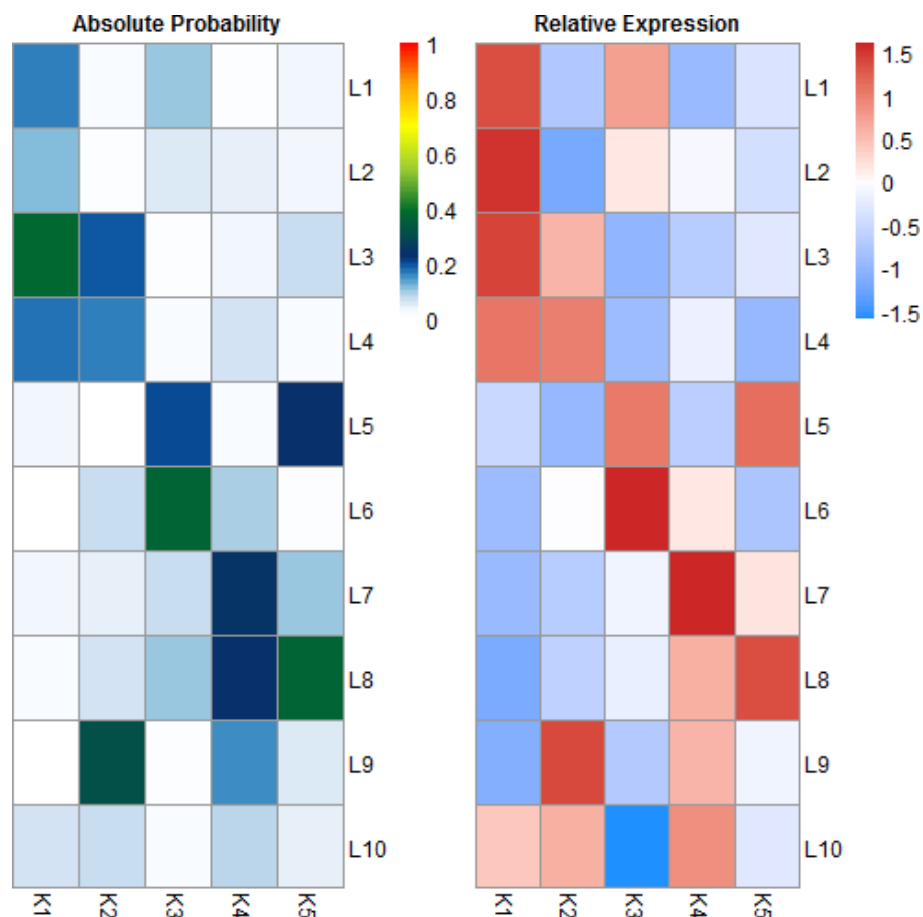 Absolute Probability
1
0.8
0.6
0.4
0.2
0
L1
L2
L3
L4
L5
L6
L7
L8
L9
L10
K1
K2
K3
K4
K5
Relative Expression
1.5
1
0.5
0
-0.5
-1
-1.5
L1
L2
L3
L4
L5
L6
L7
L8
L9
L10
K1
K2
K3
K4
K5